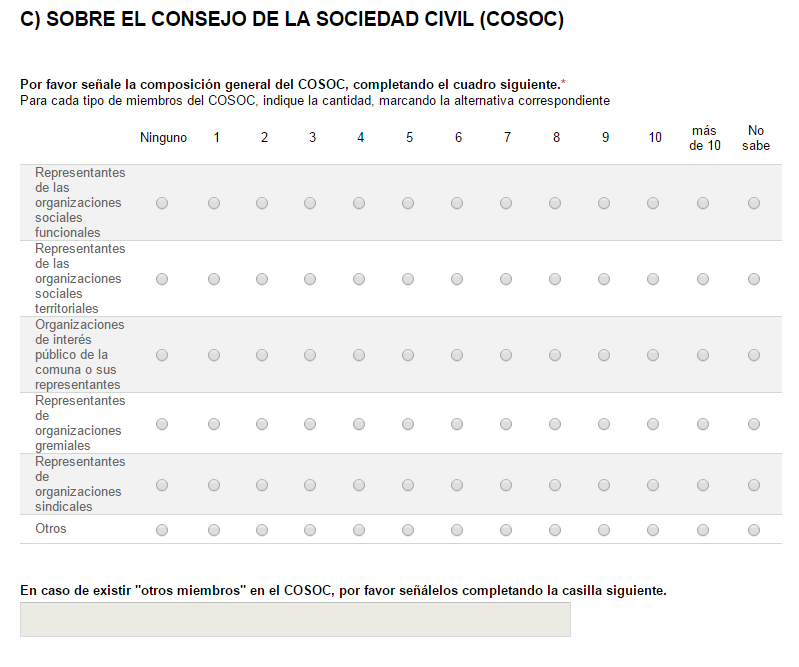 C) SOBRE EL CONSEJO DE LA SOCIEDAD CIVIL (COSOC)
Por favor señale la composición general del COSOC, completando el cuadro siguiente.*
Para cada tipo de miembros del COSOC, indique la cantidad, marcando la alternativa correspondiente
Ninguno 1 2 3 4 5 6 7 8 9 10 más de 10 No sabe
Representantes
de las
organizaciones
sociales
funcionales
Representantes
de las
organizaciones
sociales
territoriales
Organizaciones
de interés
público de la
comuna o sus
representantes
Representantes
de
organizaciones
gremiales
Representantes
de
organizaciones
sindicales
Otros
En caso de existir "otros miembros" en el COSOC, por favor señálelos completando la casilla siguiente.